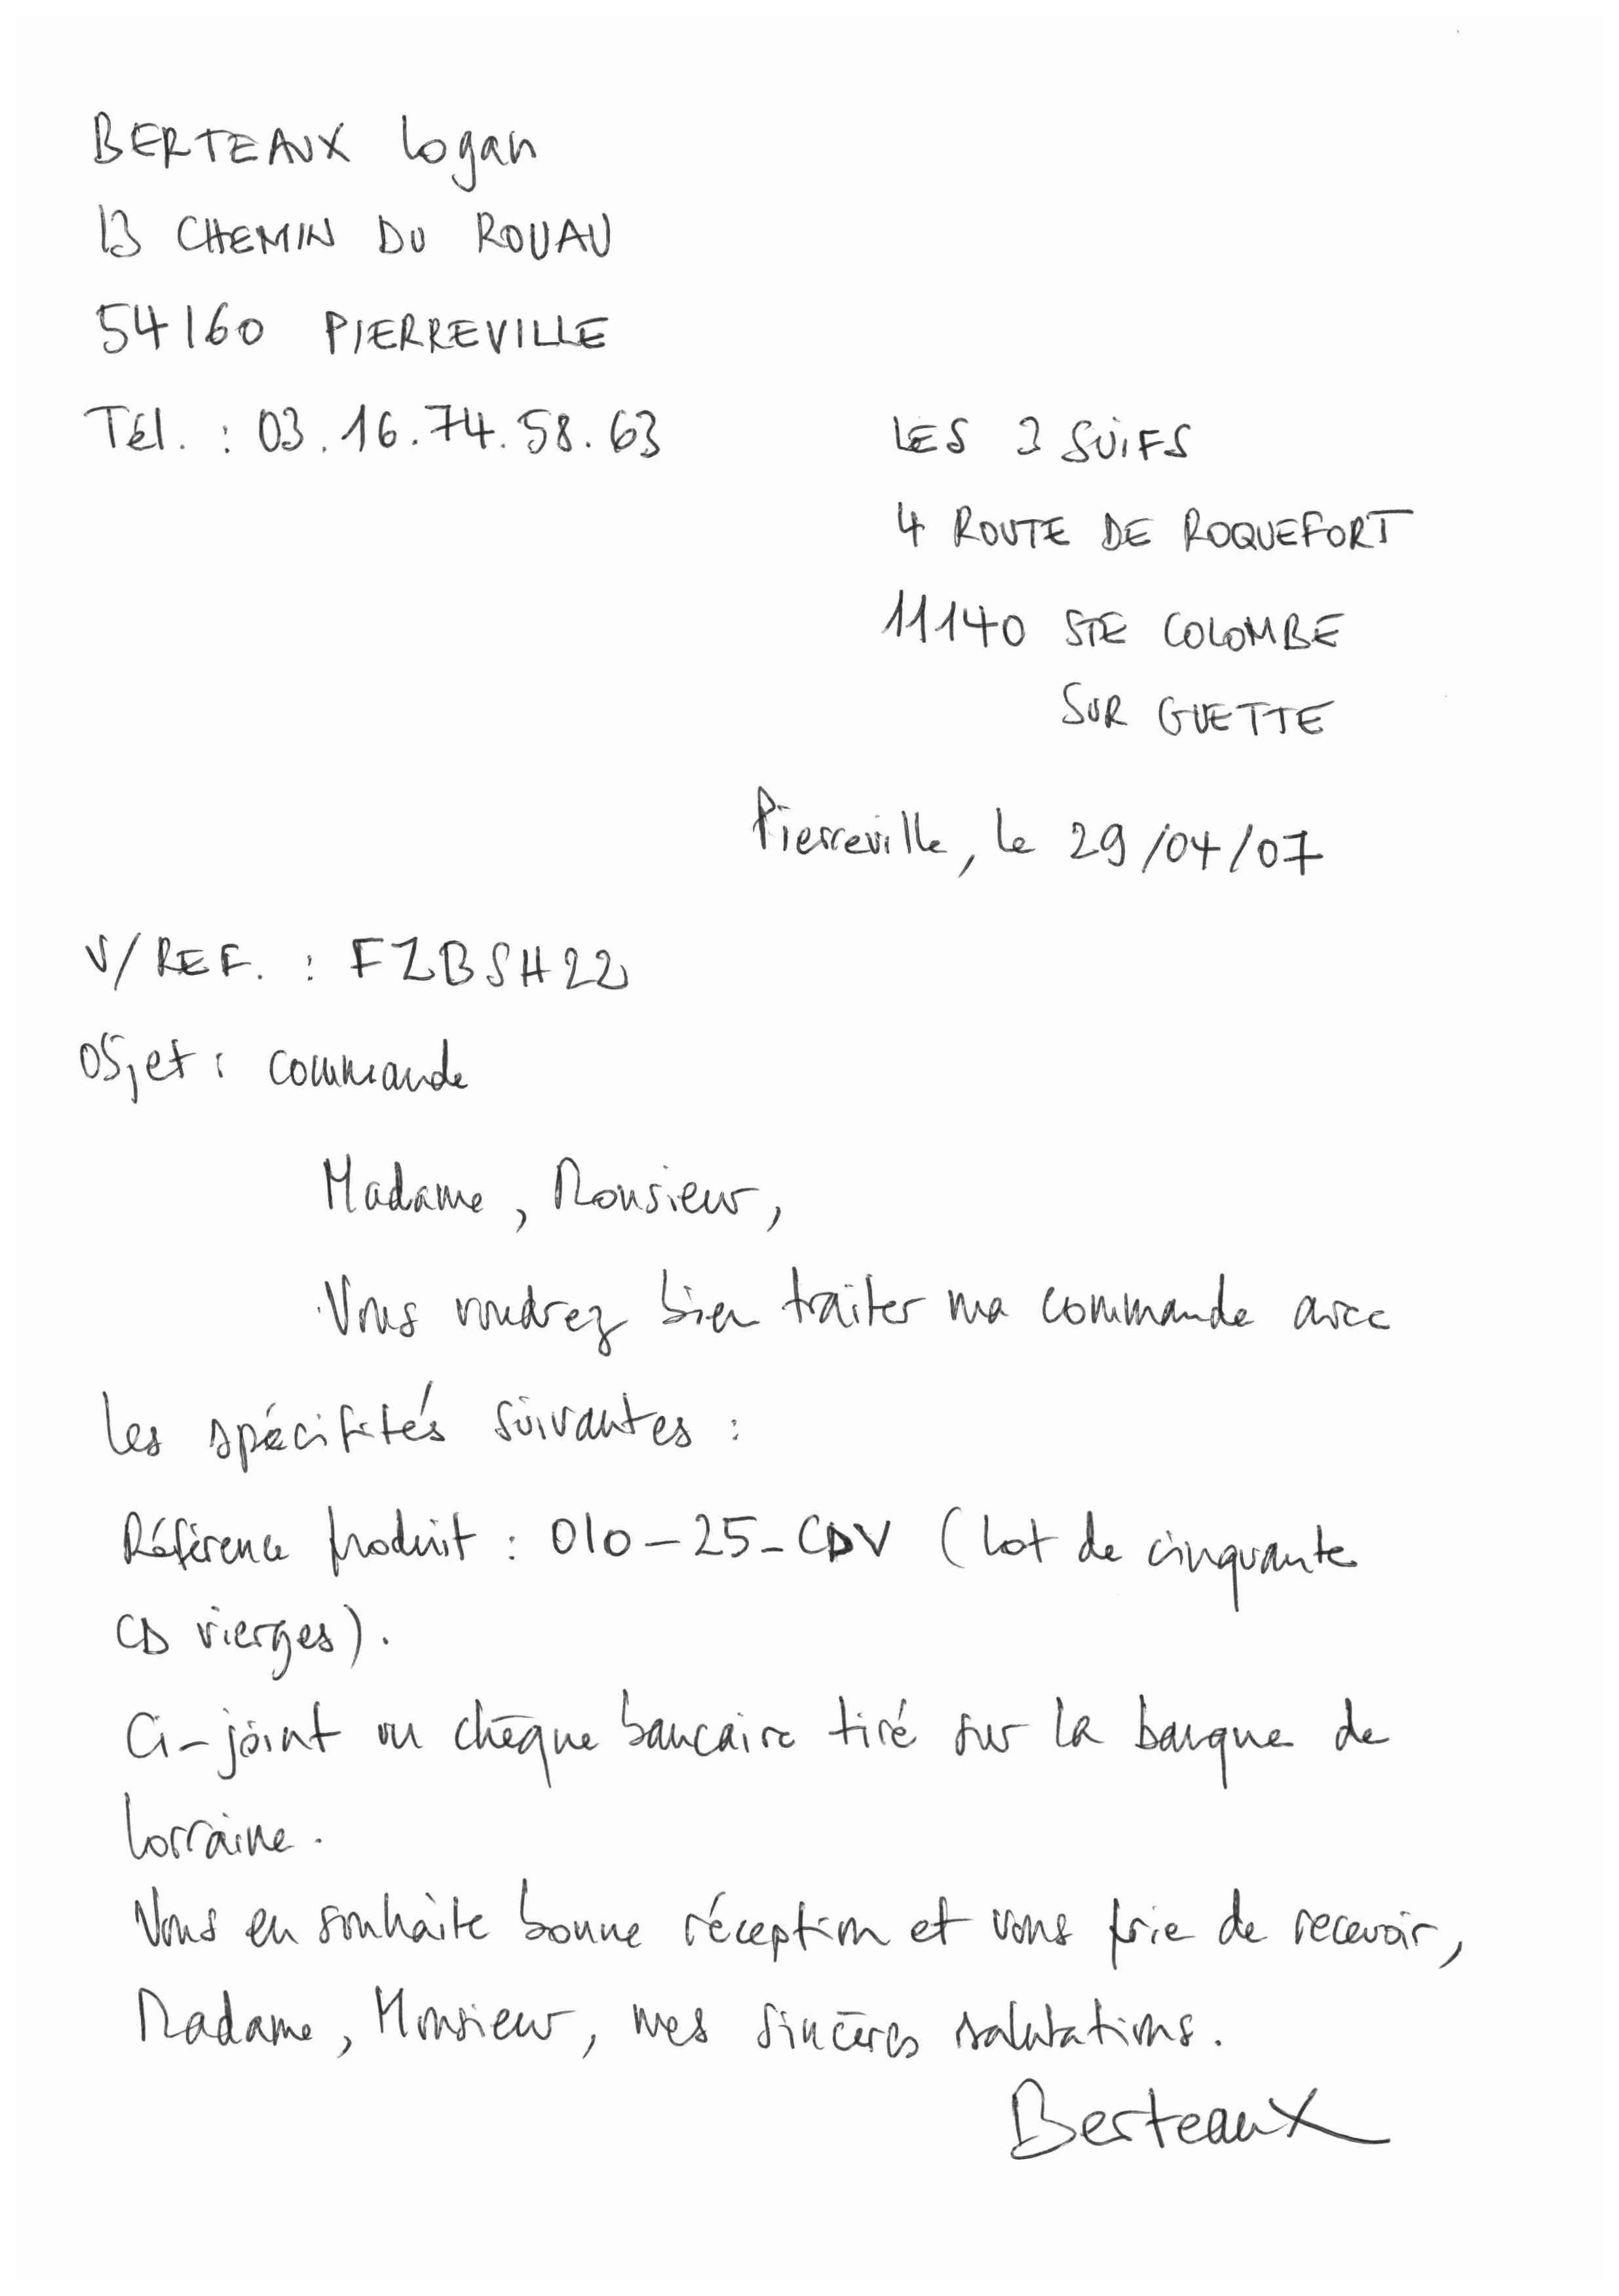 BERTEAUX Logan
13 CHEMIN DU ROUAU
54160 PIERREVILLE
Tél. : 03.16.74.58.63
LES 3 SUIFS
4 ROUTE DE ROQUEFORT
11140 STE COLOMBE
SUR GUETTE
Pierreville, le 29/04/07
V/REF. : FZBSH22
Objet : commande
Madame, Monsieur,
Vous voudrez bien traiter ma commande avec
les spécifités suivantes :
Référence produit : 010-25-CDV (lot de cinquante
CD vierges).
Ci-joint un chèque bancaire tiré sur la banque de
Lorraine.
Vous en souhaite bonne réception et vous prie de recevoir,
Madame, Monsieur, mes sincères salutations.
Berteaux